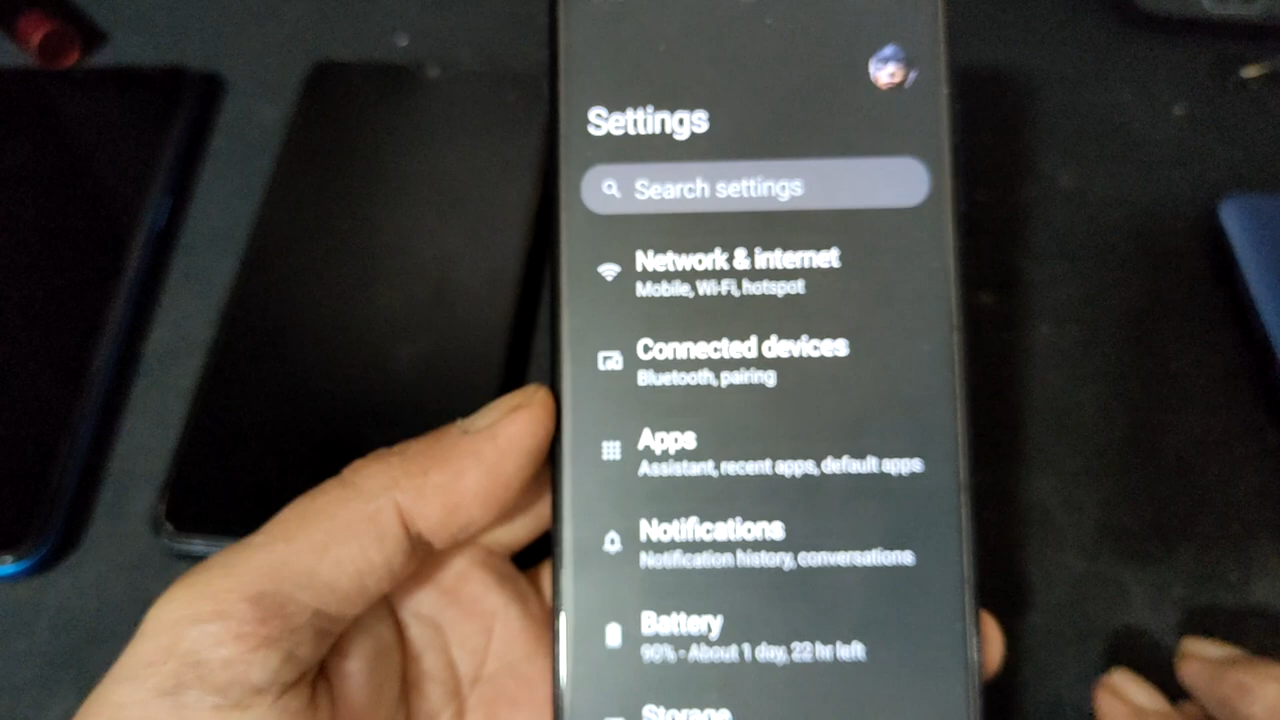 Settings
Search settings
Network & internet
Mobile, Wi-Fi, hotspot
Connected devices
Bluetooth, pairing
Apps
Assistant, recent apps, default apps
Notifications
Notification history, conversations
Battery
90% - About 1 day, 22 hr left
Storage